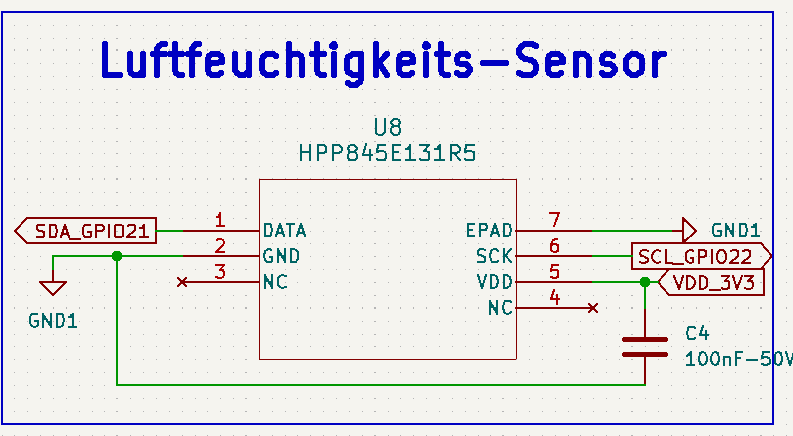 Luftfeuchtigkeits-Sensor
U8
HPP845E131R5
SDA_GPIO21
1
DATA
2
GND
3
NC
GND1
EPAD
7
GND1
SCK
6
SCL_GPIO22
VDD
5
VDD_3V3
NC
4
C4
100nF-50V